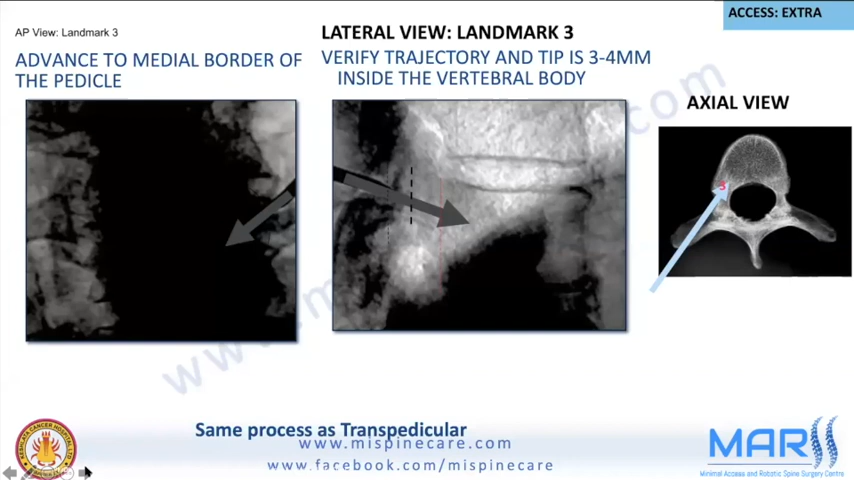 ACCESS: EXTRA
AP View: Landmark 3
LATERAL VIEW: LANDMARK 3
ADVANCE TO MEDIAL BORDER OF
THE PEDICLE
VERIFY TRAJECTORY AND TIP IS 3-4MM
INSIDE THE VERTEBRAL BODY
AXIAL VIEW
3
Same process as Transpedicular
www.mispinecare.com
www.facebook.com/mispinecare
MARSS
Minimal Access and Robotic Spine Surgery Centre